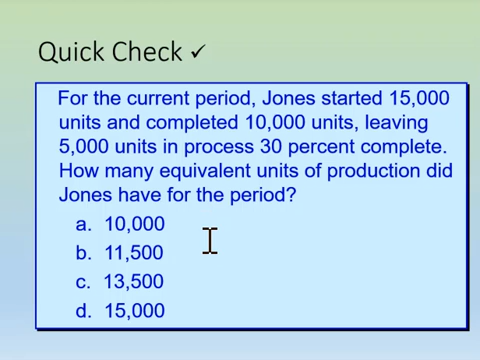 Quick Check ✓
For the current period, Jones started 15,000
units and completed 10,000 units, leaving
5,000 units in process 30 percent complete.
How many equivalent units of production did
Jones have for the period?
a. 10,000
b. 11,500
c. 13,500
d. 15,000